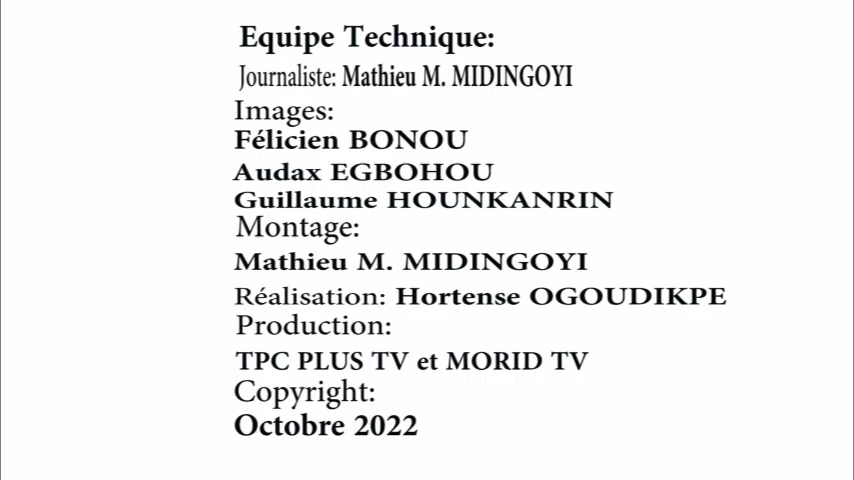 Equipe Technique:
Journaliste: Mathieu M. MIDINGOYI
Images:
Félicien BONOU
Audax EGBOHOU
Guillaume HOUNKANRIN
Montage:
Mathieu M. MIDINGOYI
Réalisation: Hortense OGOUDIKPE
Production:
TPC PLUS TV et MORID TV
Copyright:
Octobre 2022